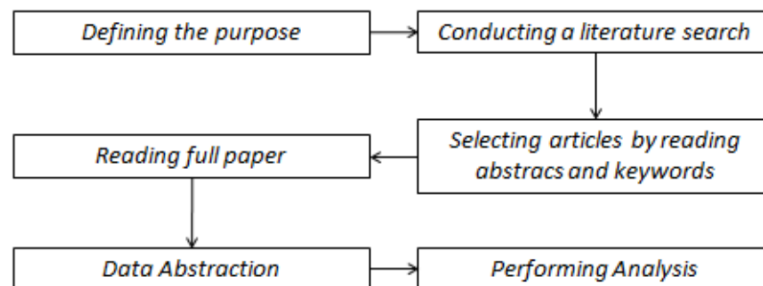 Defining the purpose
Conducting a literature search
Selecting articles by reading
abstracs and keywords
Reading full paper
Data Abstraction
Performing Analysis